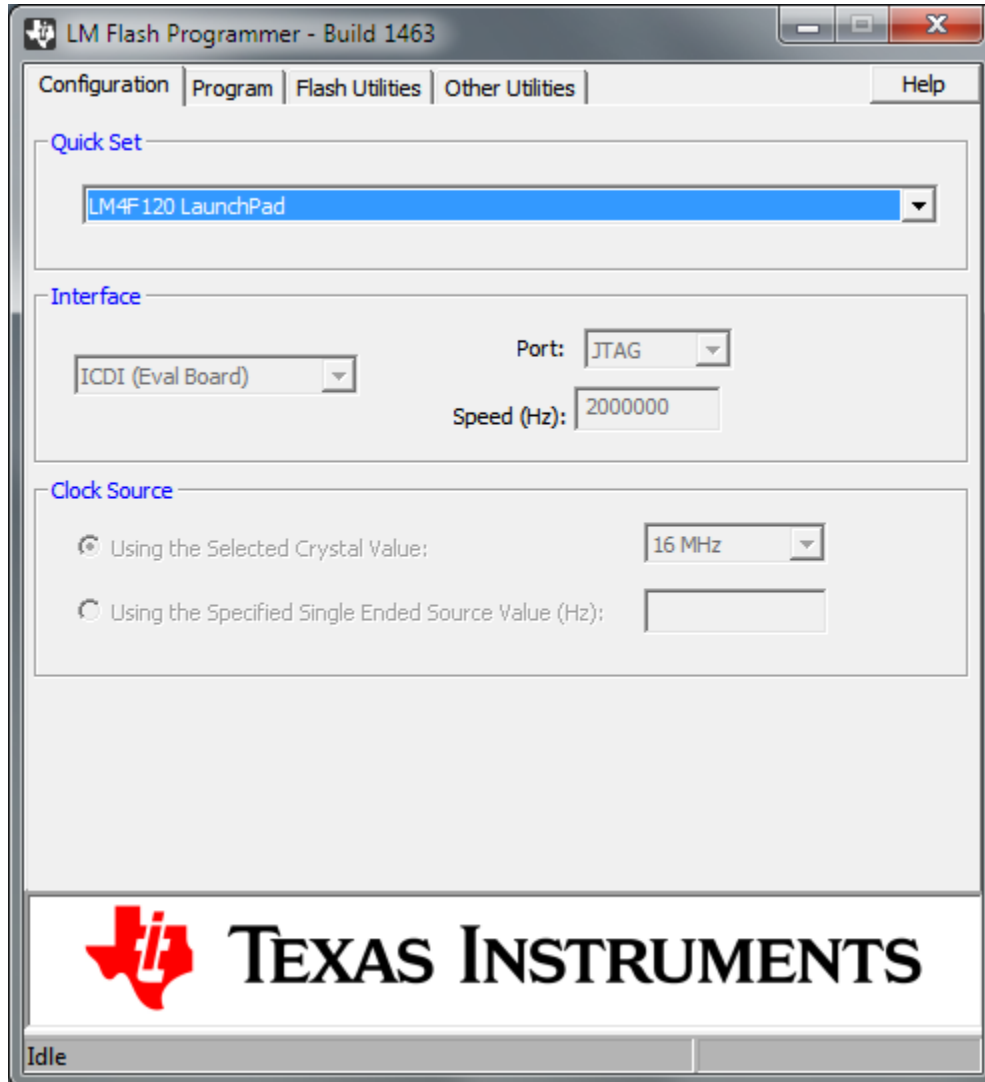 LM Flash Programmer - Build 1463
Configuration Program Flash Utilities Other Utilities Help
Quick Set
LM4F120 LaunchPad
Interface
ICDI (Eval Board)
Port: JTAG
Speed (Hz): 2000000
Clock Source
Using the Selected Crystal Value: 16 MHz
Using the Specified Single Ended Source Value (Hz):
TEXAS INSTRUMENTS
Idle